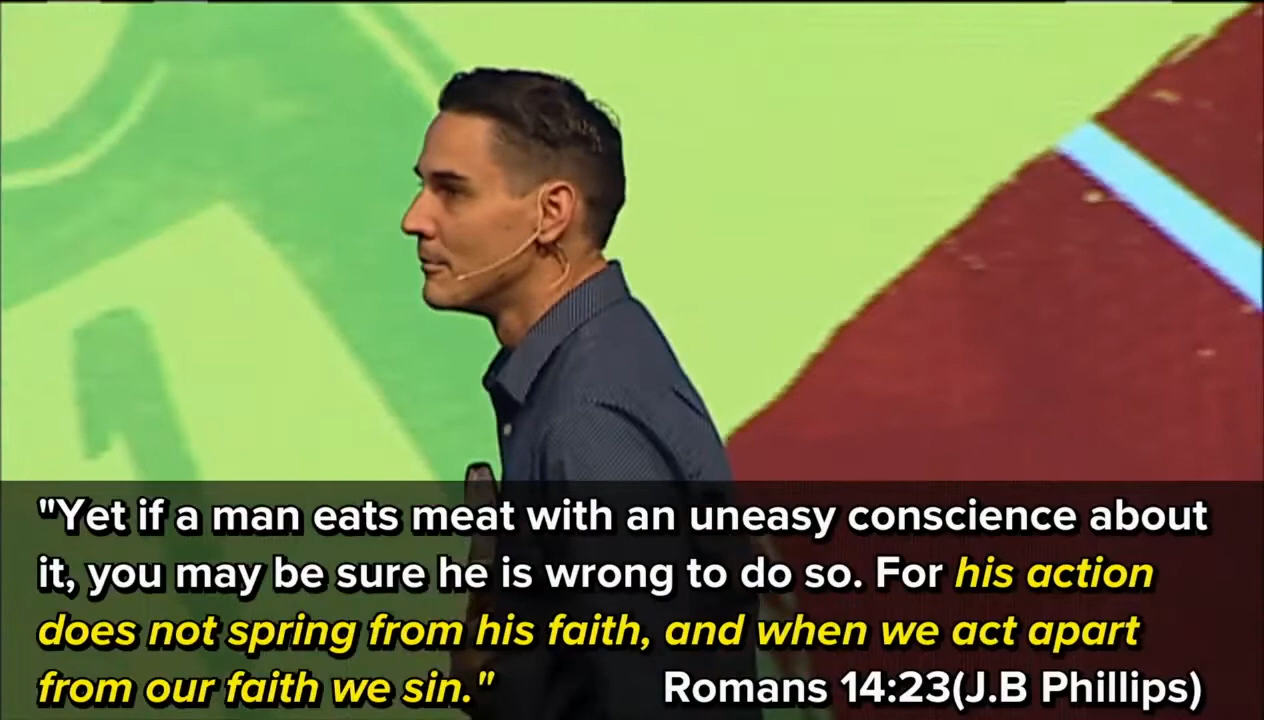 "Yet if a man eats meat with an uneasy conscience about
it, you may be sure he is wrong to do so. For his action
does not spring from his faith, and when we act apart
from our faith we sin." Romans 14:23(J.B Phillips)